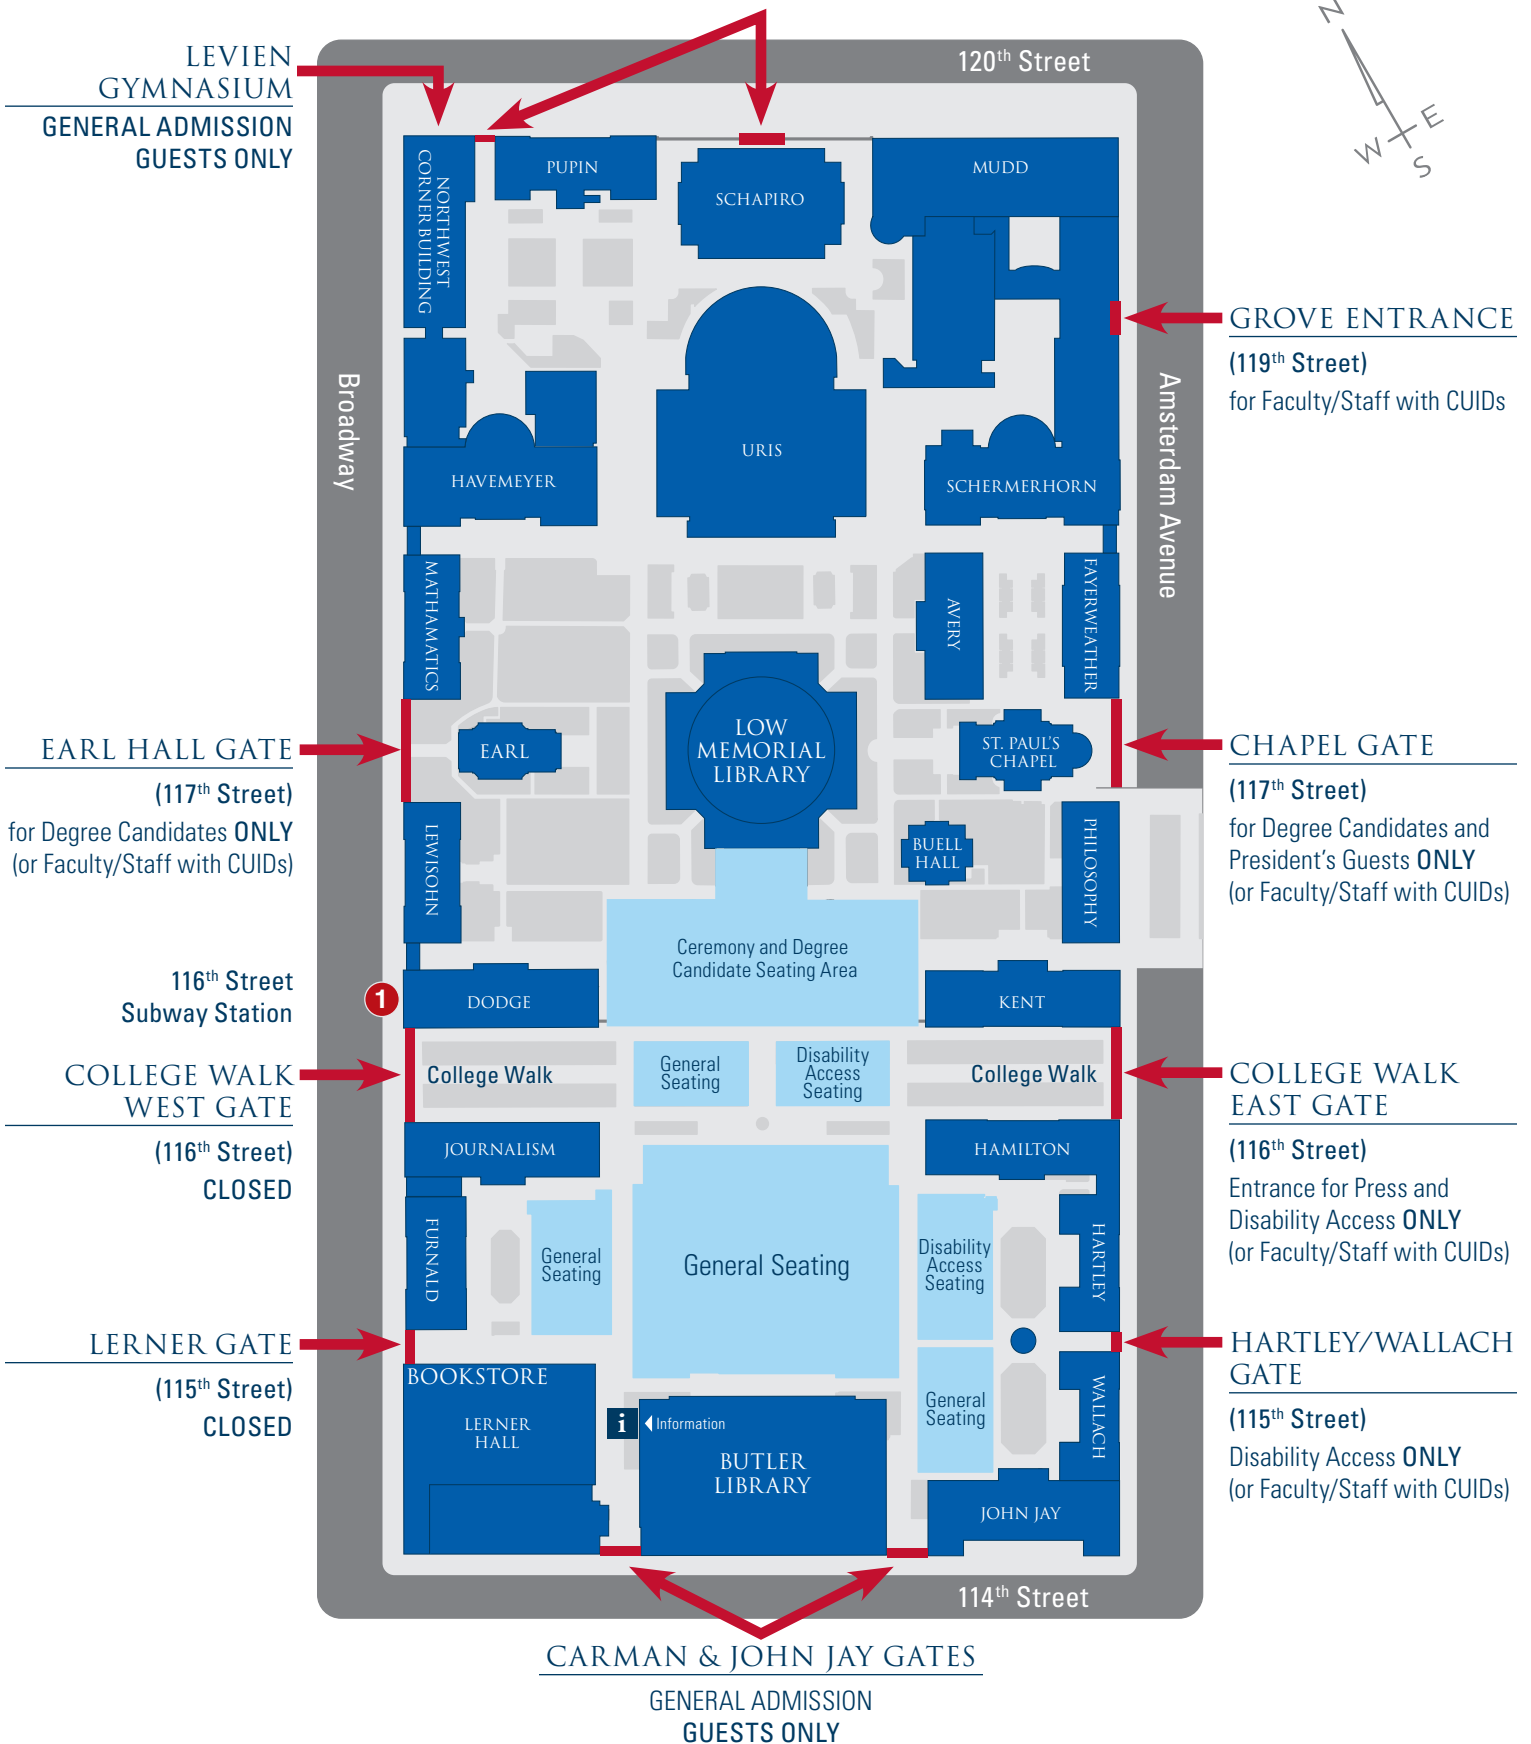 N
E
W
S
120th Street
LEVIEN
GYMNASIUM
GENERAL ADMISSION
GUESTS ONLY
NORTHWEST
CORNER BUILDING
PUPIN
SCHAPIRO
MUDD
GROVE ENTRANCE
(119th Street)
for Faculty/Staff with CUIDs
Broadway
Amsterdam Avenue
URIS
HAVEMEYER
SCHERMERHORN
MATHAMATICS
AVERY
FAYERWEATHER
LOW
MEMORIAL
LIBRARY
EARL
ST. PAUL'S
CHAPEL
EARL HALL GATE
(117th Street)
for Degree Candidates ONLY
(or Faculty/Staff with CUIDs)
CHAPEL GATE
(117th Street)
for Degree Candidates and
President's Guests ONLY
(or Faculty/Staff with CUIDs)
LEWISOHN
BUELL
HALL
PHILOSOPHY
Ceremony and Degree
Candidate Seating Area
116th Street
Subway Station
1
DODGE
KENT
COLLEGE WALK
WEST GATE
(116th Street)
CLOSED
College Walk
General
Seating
Disability
Access
Seating
College Walk
COLLEGE WALK
EAST GATE
(116th Street)
Entrance for Press and
Disability Access ONLY
(or Faculty/Staff with CUIDs)
JOURNALISM
HAMILTON
FURNALD
General
Seating
General Seating
Disability
Access
Seating
HARTLEY
LERNER GATE
(115th Street)
CLOSED
HARTLEY/WALLACH
GATE
(115th Street)
Disability Access ONLY
(or Faculty/Staff with CUIDs)
BOOKSTORE
LERNER
HALL
i
Information
BUTLER
LIBRARY
General
Seating
WALLACH
JOHN JAY
114th Street
CARMAN & JOHN JAY GATES
GENERAL ADMISSION
GUESTS ONLY